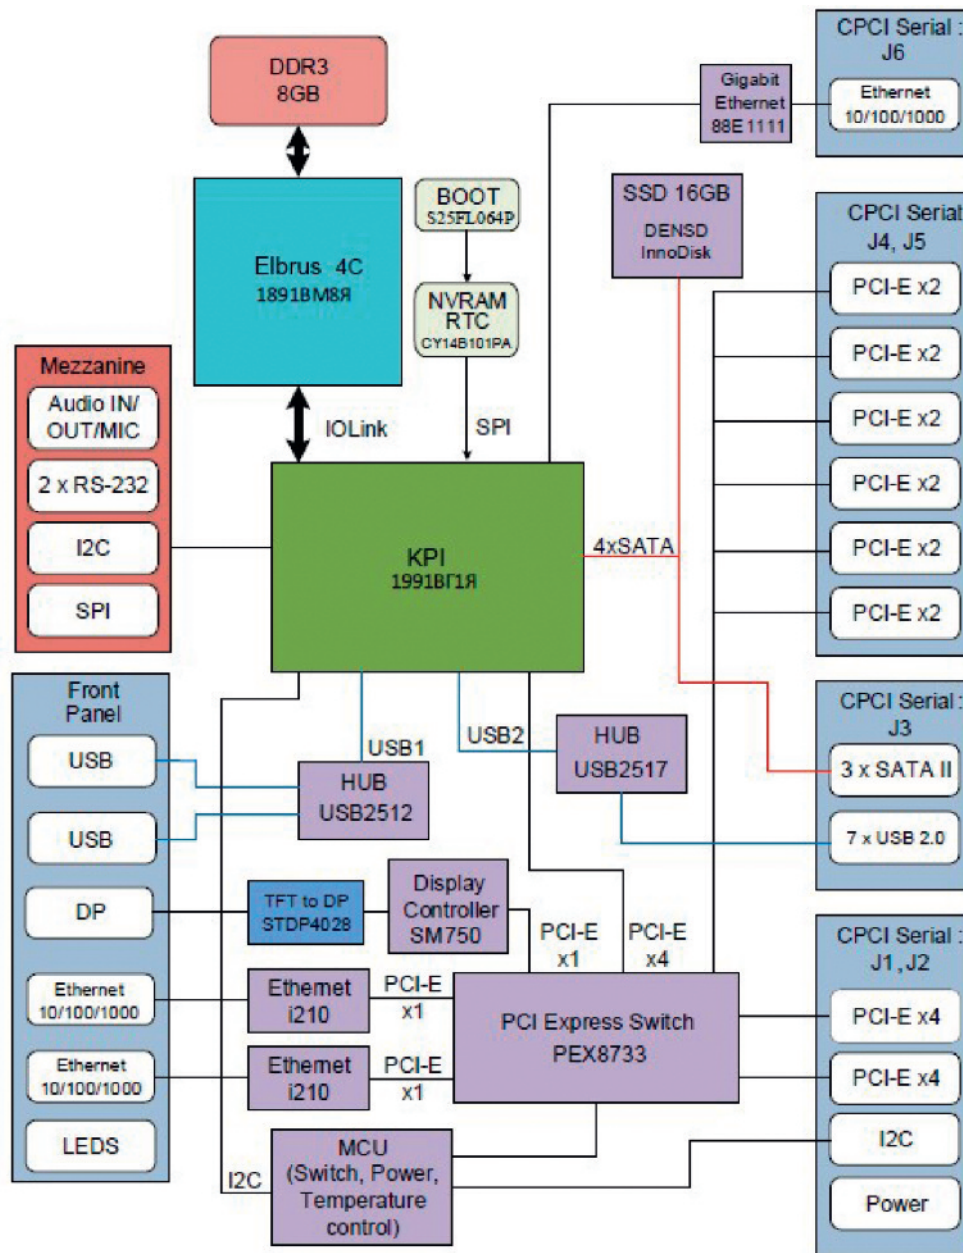 DDR3
8GB
Elbrus 4C
1891ВМ8Я
BOOT
S25FL064P
NVRAM
RTC
CY14B101PA
IOLink
SPI
Gigabit
Ethernet
88E1111
CPCI Serial :
J6
Ethernet
10/100/1000
SSD 16GB
DENSD
InnoDisk
CPCI Serial
J4, J5
PCI-E x2
PCI-E x2
PCI-E x2
PCI-E x2
PCI-E x2
PCI-E x2
Mezzanine
Audio IN/
OUT/MIC
2 x RS-232
I2C
SPI
KPI
1991ВГ1Я
4xSATA
Front
Panel
USB
USB
DP
Ethernet
10/100/1000
Ethernet
10/100/1000
LEDS
USB1
HUB
USB2512
USB2
HUB
USB2517
CPCI Serial :
J3
3 x SATA II
7 x USB 2.0
TFT to DP
STDP4028
Display
Controller
SM750
PCI-E
x1
PCI-E
x4
Ethernet
i210
PCI-E
x1
Ethernet
i210
PCI-E
x1
PCI Express Switch
PEX8733
CPCI Serial :
J1, J2
PCI-E x4
PCI-E x4
I2C
Power
I2C
MCU
(Switch, Power,
Temperature
control)